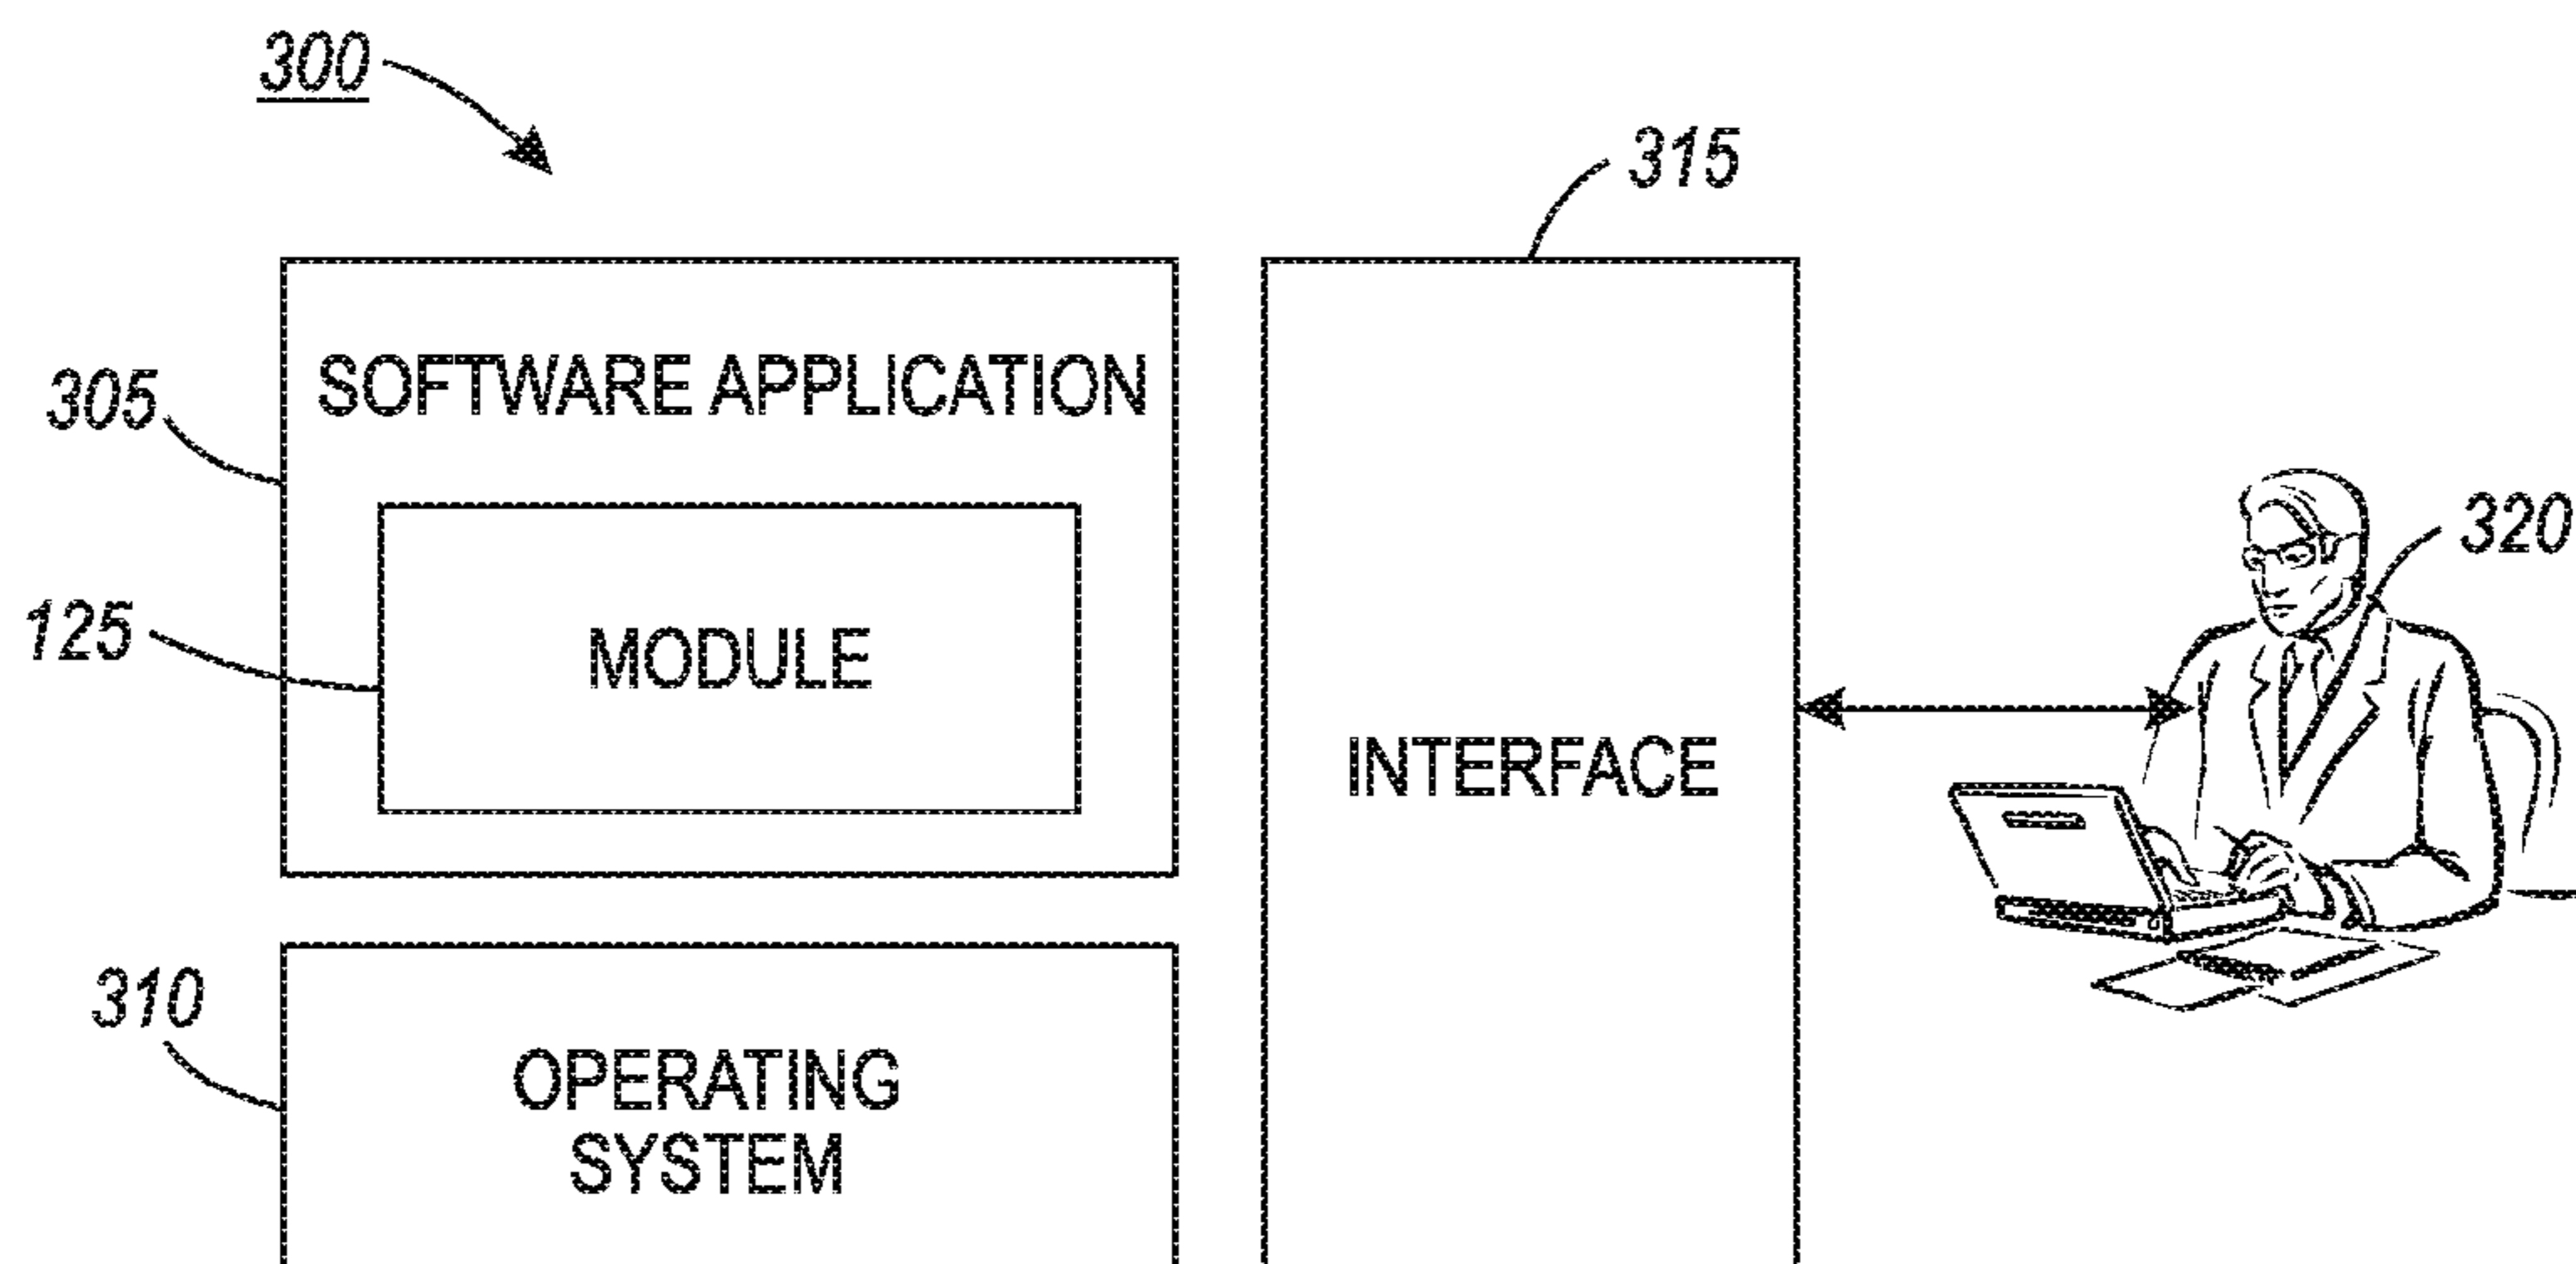 300
315
305
SOFTWARE APPLICATION
320
125
MODULE
INTERFACE
310
OPERATING
SYSTEM